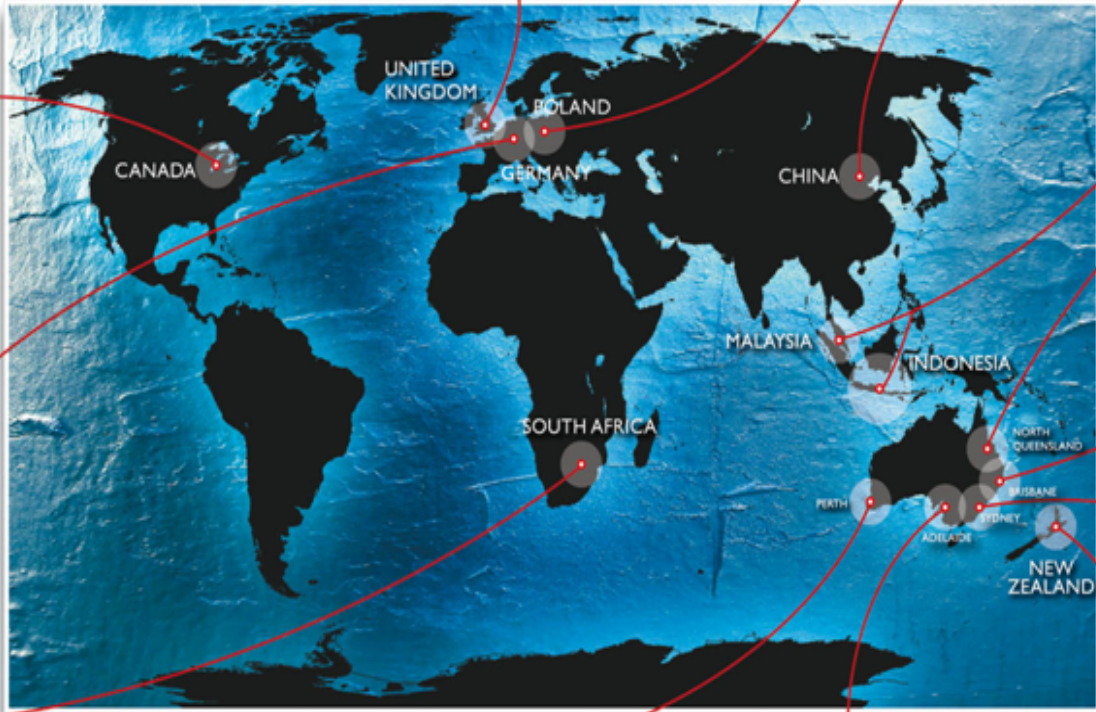 UNITED
KINGDOM
POLAND
CANADA
GERMANY
CHINA
MALAYSIA
INDONESIA
SOUTH AFRICA
NORTH
QUEENSLAND
BRISBANE
PERTH
SYDNEY
ADELAIDE
NEW
ZEALAND